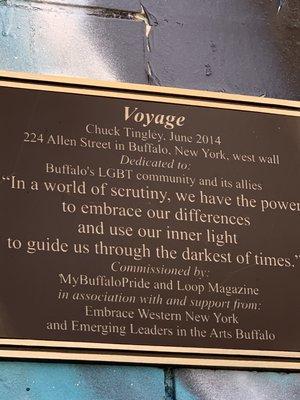 Voyage
Chuck Tingley, June 2014
224 Allen Street in Buffalo, New York, west wall
Dedicated to:
Buffalo's LGBT community and its allies
“In a world of scrutiny, we have the power
to embrace our differences
and use our inner light
to guide us through the darkest of times.”
Commissioned by:
MyBuffaloPride and Loop Magazine
in association with and support from:
Embrace Western New York
and Emerging Leaders in the Arts Buffalo